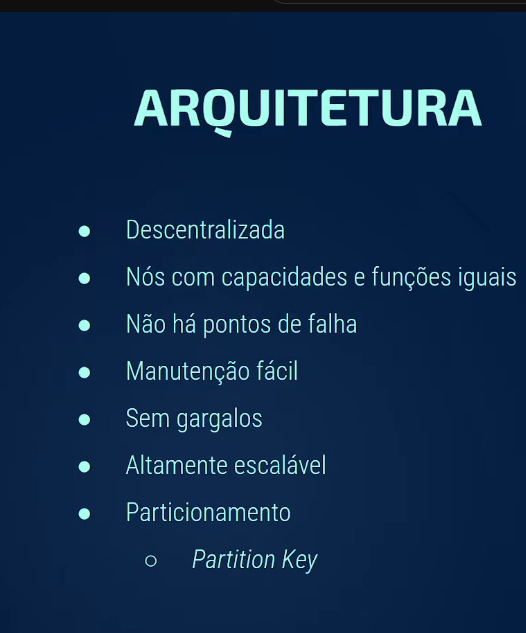 ARQUITETURA
Descentralizada
Nós com capacidades e funções iguais
Não há pontos de falha
Manutenção fácil
Sem gargalos
Altamente escalável
Particionamento
Partition Key